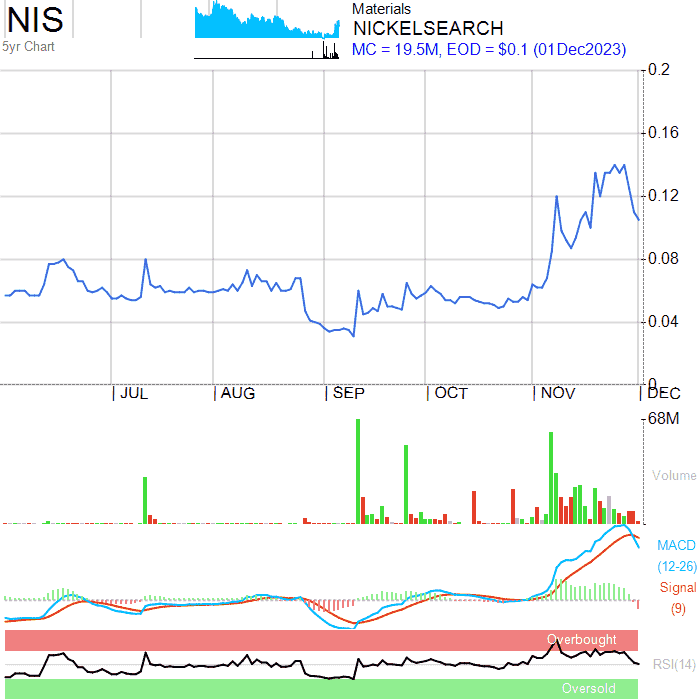 NIS
5yr Chart
Materials
NICKELSEARCH
MC = 19.5M, EOD = $0.1 (01Dec2023)
0.2
0.16
0.12
0.08
0.04
0
JUL
AUG
SEP
OCT
NOV
DEC
68M
Volume
MACD
(12-26)
Signal
(9)
Overbought
RSI(14)
Oversold